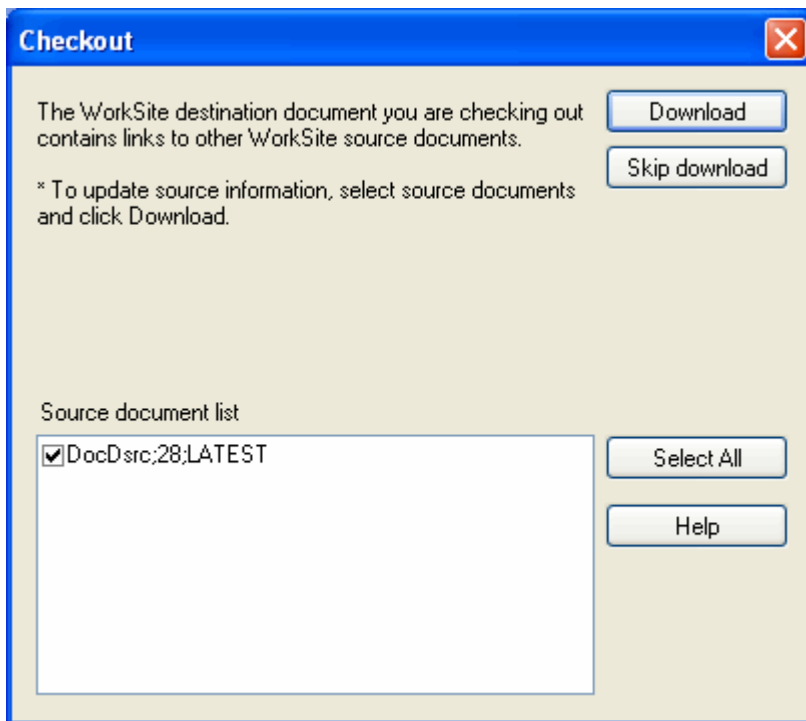 Checkout
The WorkSite destination document you are checking out
contains links to other WorkSite source documents.
Download
Skip download
* To update source information, select source documents
and click Download.
Source document list
DocDsrc;28;LATEST
Select All
Help